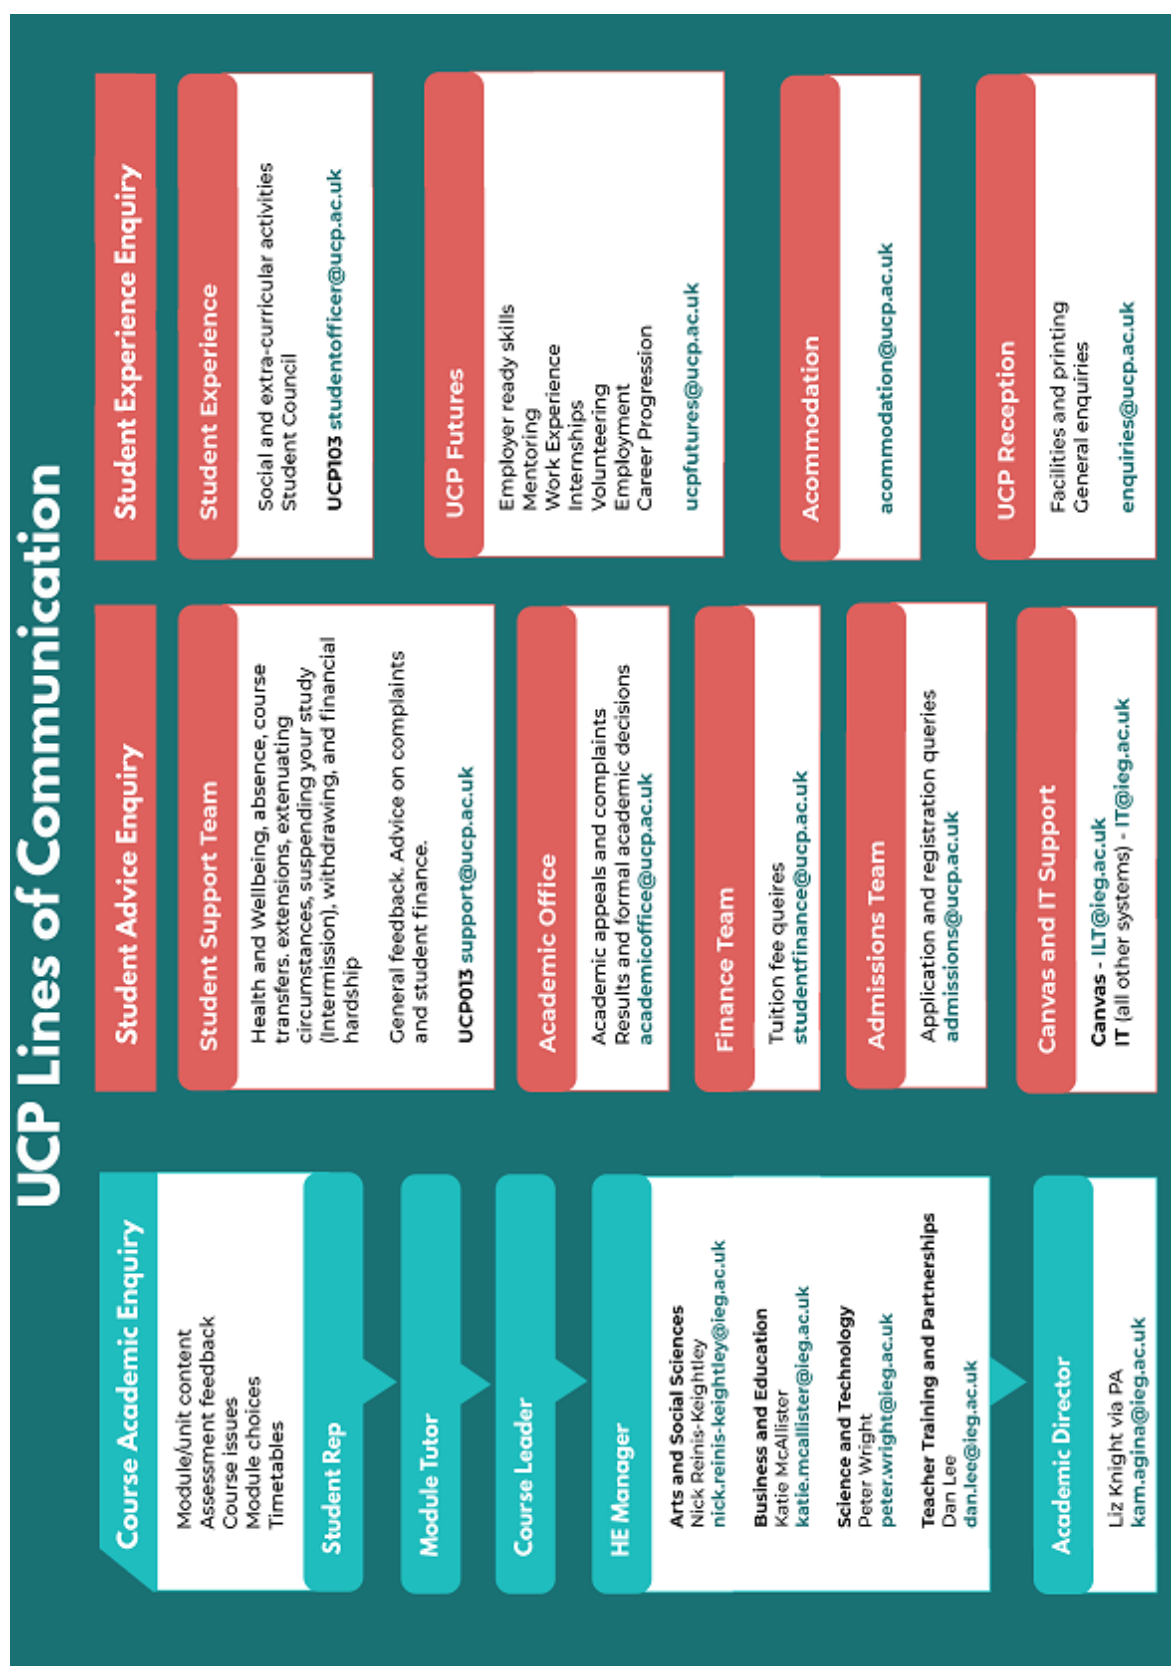 UCP Lines of Communication
Course Academic Enquiry
Module/unit content
Assessment feedback
Course issues
Module choices
Timetables
Student Rep
Module Tutor
Course Leader
HE Manager
Arts and Social Sciences
Nick Reinis-Keightley
nick.reinis-keightley@ieg.ac.uk
Business and Education
Katie McAllister
katie.mcallister@ieg.ac.uk
Science and Technology
Peter Wright
peter.wright@ieg.ac.uk
Teacher Training and Partnerships
Dan Lee
dan.lee@ieg.ac.uk
Academic Director
Liz Knight via PA
kam.agina@ieg.ac.uk
Student Advice Enquiry
Student Support Team
Health and Wellbeing, absence, course
transfers. extensions, extenuating
circumstances, suspending your study
(Intermission), withdrawing, and financial
hardship
General feedback. Advice on complaints
and student finance.
UCP013 support@ucp.ac.uk
Academic Office
Academic appeals and complaints
Results and formal academic decisions
academicoffice@ucp.ac.uk
Finance Team
Tuition fee queires
studentfinance@ucp.ac.uk
Admissions Team
Application and registration queries
admissions@ucp.ac.uk
Canvas and IT Support
Canvas - ILT@ieg.ac.uk
IT (all other systems) - IT@ieg.ac.uk
Student Experience Enquiry
Student Experience
Social and extra-curricular activities
Student Council
UCP103 studentofficer@ucp.ac.uk
UCP Futures
Employer ready skills
Mentoring
Work Experience
Internships
Volunteering
Employment
Career Progression
ucpfutures@ucp.ac.uk
Acommodation
acommodation@ucp.ac.uk
UCP Reception
Facilities and printing
General enquiries
enquiries@ucp.ac.uk